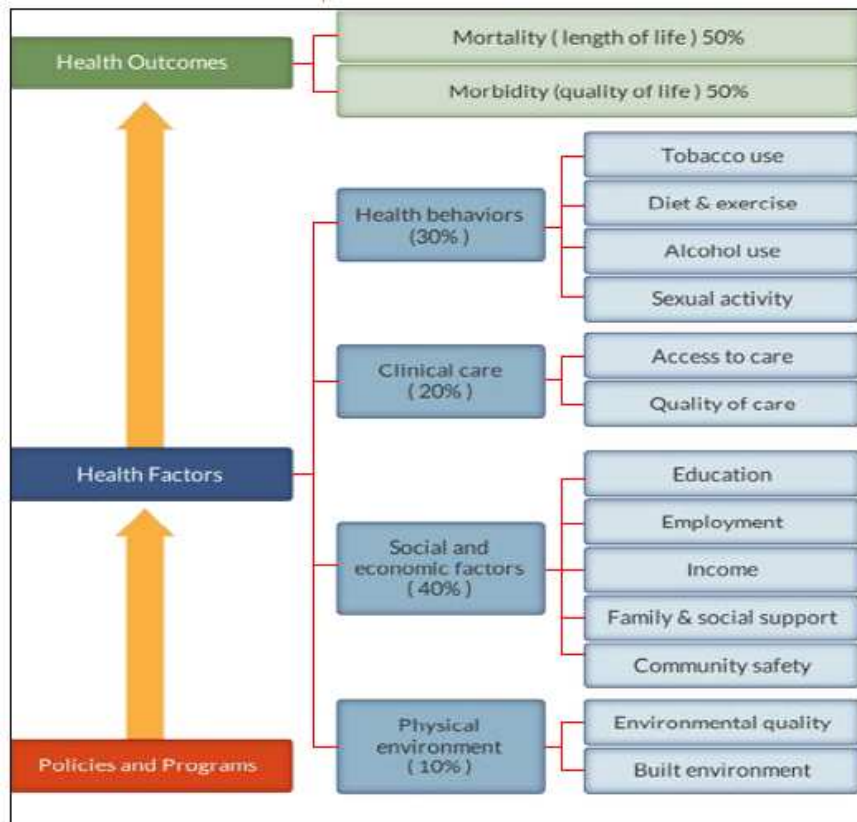 Health Outcomes
Mortality ( length of life ) 50%
Morbidity (quality of life ) 50%
Health Factors
Health behaviors
(30% )
Tobacco use
Diet & exercise
Alcohol use
Sexual activity
Clinical care
( 20% )
Access to care
Quality of care
Social and
economic factors
( 40% )
Education
Employment
Income
Family & social support
Community safety
Physical
environment
( 10% )
Environmental quality
Built environment
Policies and Programs